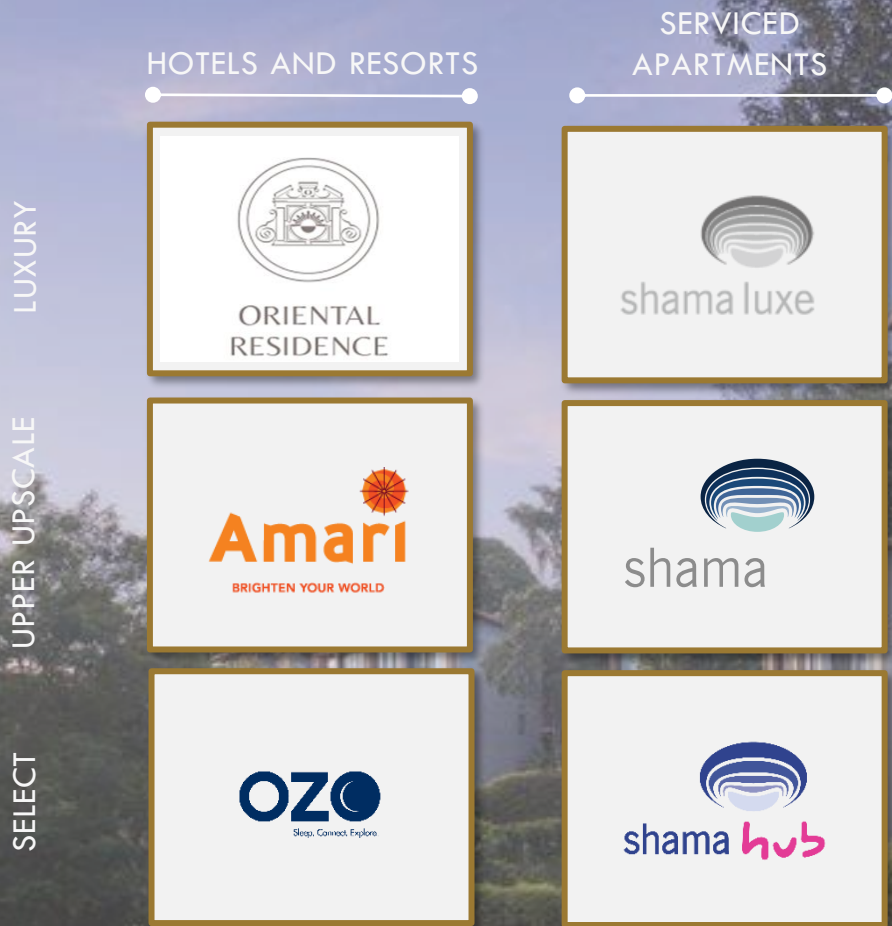 HOTELS AND RESORTS
SERVICED
APARTMENTS
LUXURY
ORIENTAL
RESIDENCE
shama luxe
UPPER UPSCALE
Amari
BRIGHTEN YOUR WORLD
shama
SELECT
OZO
Sleep. Connect. Explore.
shama hub